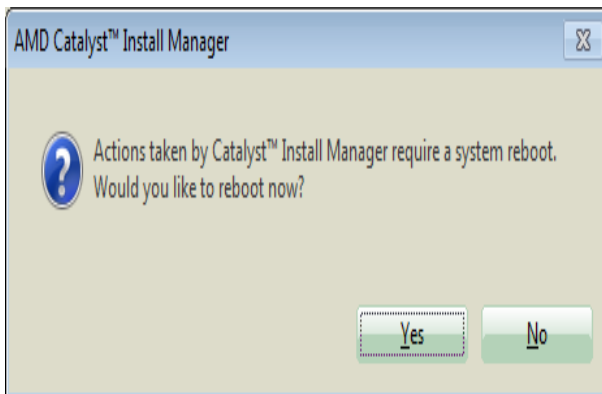 AMD Catalyst™ Install Manager
Actions taken by Catalyst™ Install Manager require a system reboot.
Would you like to reboot now?
Yes
No